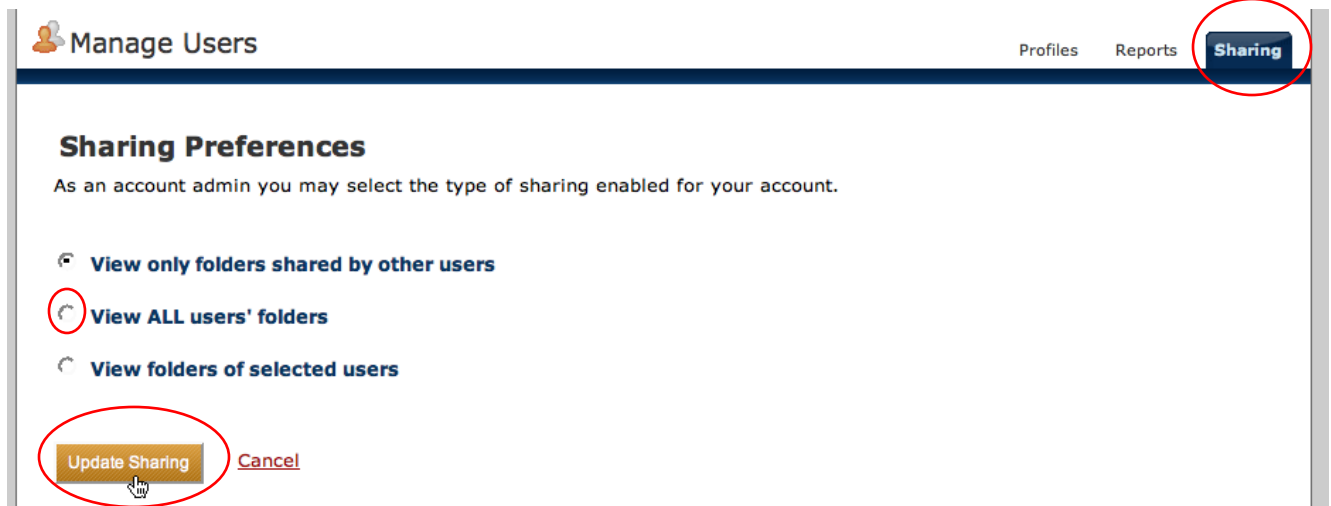 Manage Users
Profiles Reports Sharing
Sharing Preferences
As an account admin you may select the type of sharing enabled for your account.
View only folders shared by other users
View ALL users' folders
View folders of selected users
Update Sharing Cancel